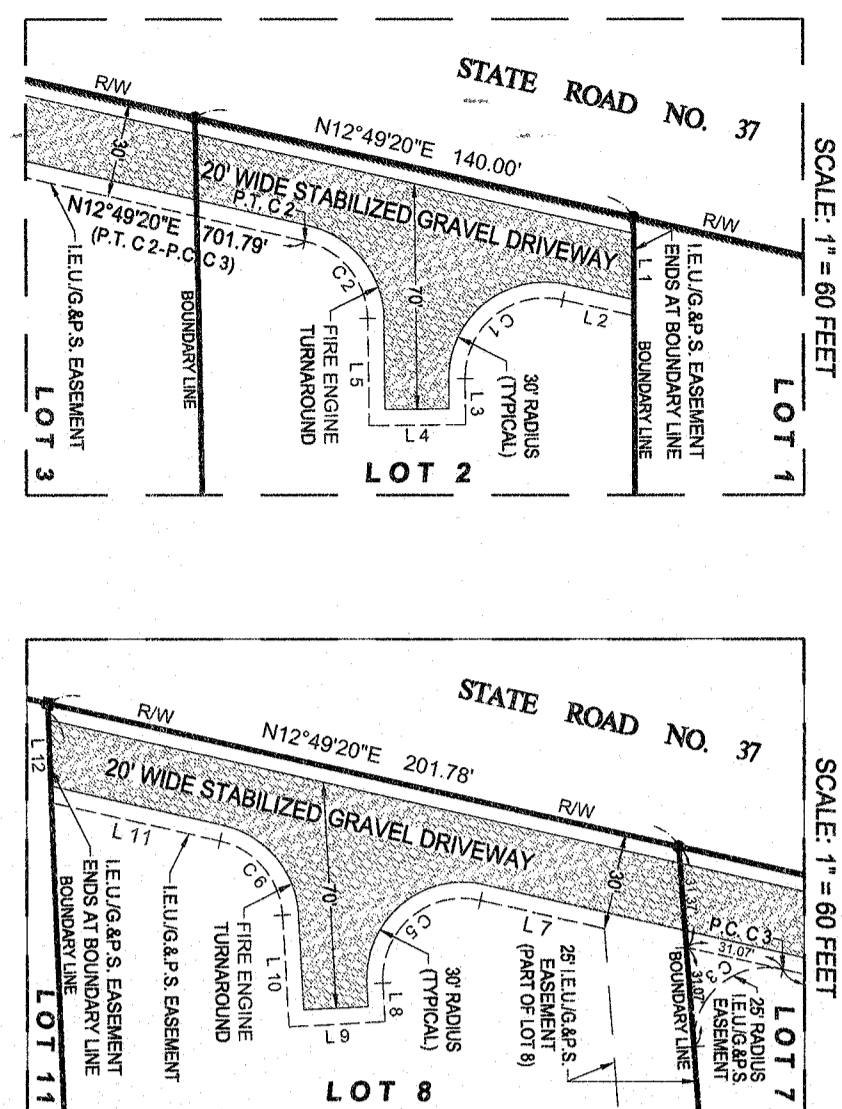 STATE ROAD NO. 37
R/W
N12°49'20"E 140.00'
R/W
30'
20' WIDE STABILIZED GRAVEL DRIVEWAY
P.T. C 2
N12°49'20"E 701.79'
(P.T. C 2-P.C. C 3)
I.E.U./G.&P.S. EASEMENT
BOUNDARY LINE
C2
70'
C1
L 1
L 2
L 3
L 4
L 5
FIRE ENGINE
TURNAROUND
30' RADIUS
(TYPICAL)
I.E.U./G.&P.S. EASEMENT
ENDS AT BOUNDARY LINE
BOUNDARY LINE
LOT 3
LOT 2
LOT 1
SCALE: 1" = 60 FEET
STATE ROAD NO. 37
R/W
N12°49'20"E 201.78'
R/W
L 12
20' WIDE STABILIZED GRAVEL DRIVEWAY
30'
31.37'
P.C. C3
31.07'
C 3
31.07'
L 11
C6
70'
C5
L 7
L 10
L 8
L 9
I.E.U./G.&P.S. EASEMENT
ENDS AT BOUNDARY LINE
BOUNDARY LINE
I.E.U./G.&P.S. EASEMENT
FIRE ENGINE
TURNAROUND
30' RADIUS
(TYPICAL)
25' I.E.U./G.&P.S.
EASEMENT
(PART OF LOT 8)
BOUNDARY LINE
25' RADIUS
I.E.U./G.&P.S.
EASEMENT
LOT 11
LOT 8
LOT 7
SCALE: 1" = 60 FEET